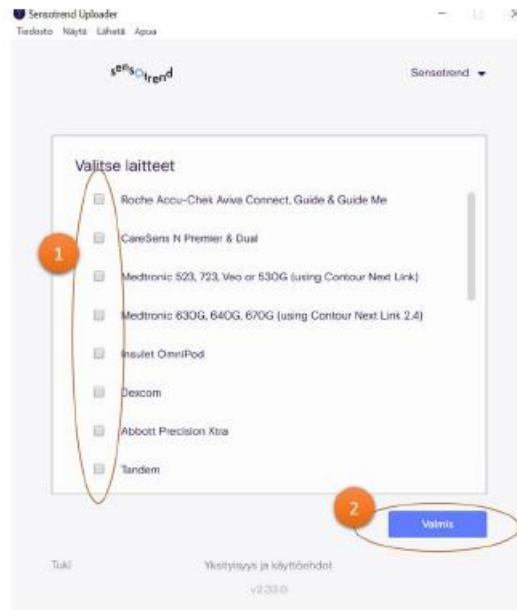 Sensotrend Uploader
Tiedosto Näytä Lähetä Apua
sensotrend
Sensotrend
Valitse laitteet
Roche Accu-Chek Aviva Connect, Guide & Guide Me
CareSens N Premier & Dual
1
Medtronic 523, 723, Veo or 530G (using Contour Next Link)
Medtronic 630G, 640G, 670G (using Contour Next Link 2.4)
Insulet OmniPod
Dexcom
Abbott Precision Xtra
Tandem
2
Valmis
Tuki Yksityisyys ja käyttöehdot
v2.33.0